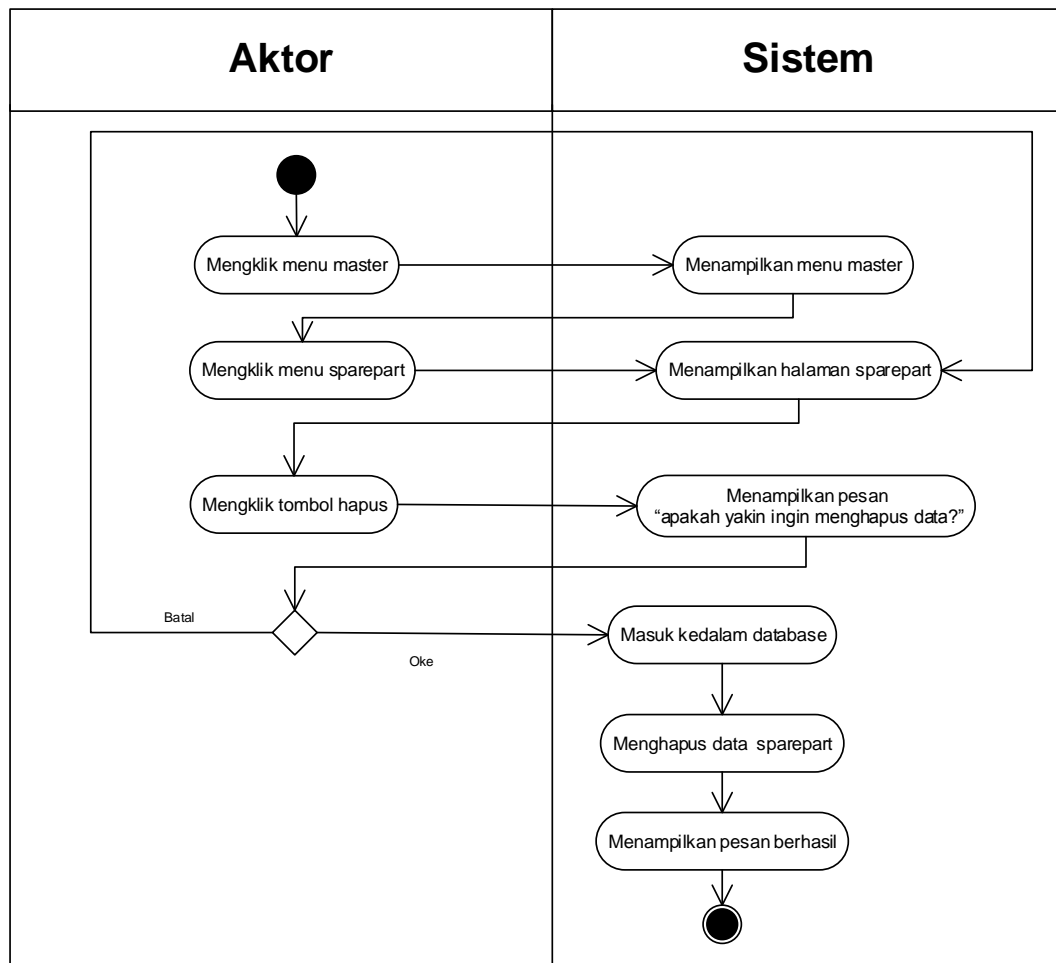 Aktor
Sistem
Mengklik menu master
Menampilkan menu master
Mengklik menu sparepart
Menampilkan halaman sparepart
Mengklik tombol hapus
Menampilkan pesan
“apakah yakin ingin menghapus data?”
Batal
Oke
Masuk kedalam database
Menghapus data sparepart
Menampilkan pesan berhasil